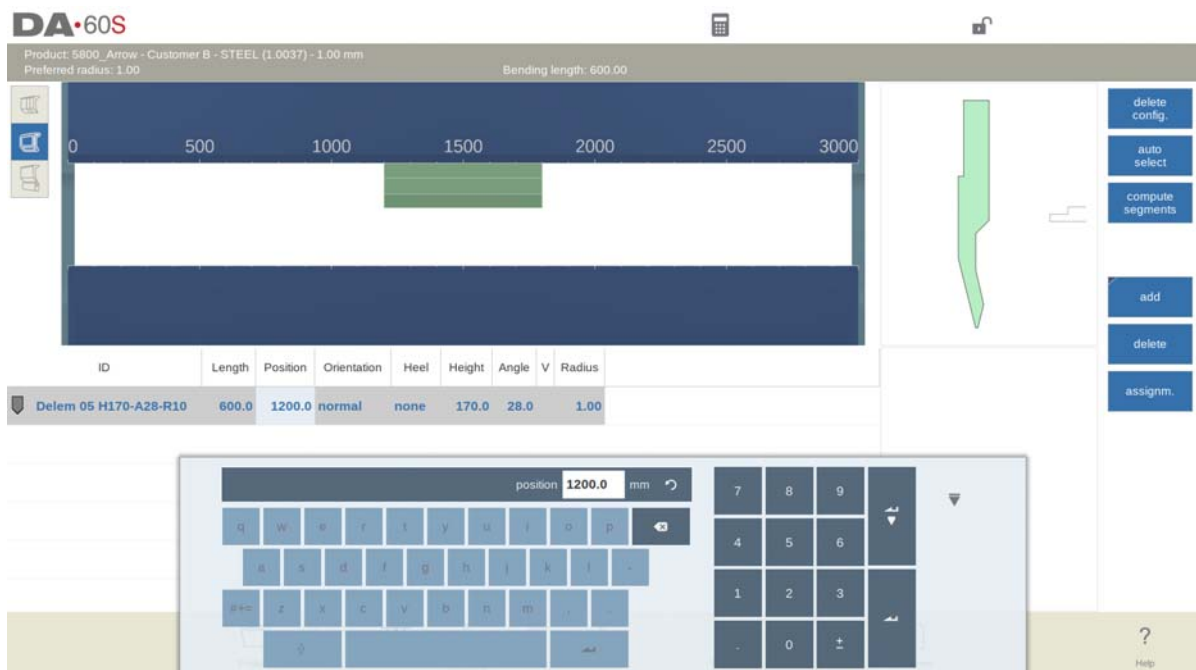 DA•60S
Product: 5800_Arrow - Customer B - STEEL (1.0037) - 1.00 mm
Preferred radius: 1.00 Bending length: 600.00
0 500 1000 1500 2000 2500 3000
delete config.
auto select
compute segments
add
delete
assignm.
ID Length Position Orientation Heel Height Angle V Radius
Delem 05 H170-A28-R10 600.0 1200.0 normal none 170.0 28.0 1.00
position 1200.0 mm
q w e r t y u i o p 7 8 9
a s d f g h j k l - 4 5 6
#+= z x c v b n m , . 1 2 3
. 0 ±
?
Help